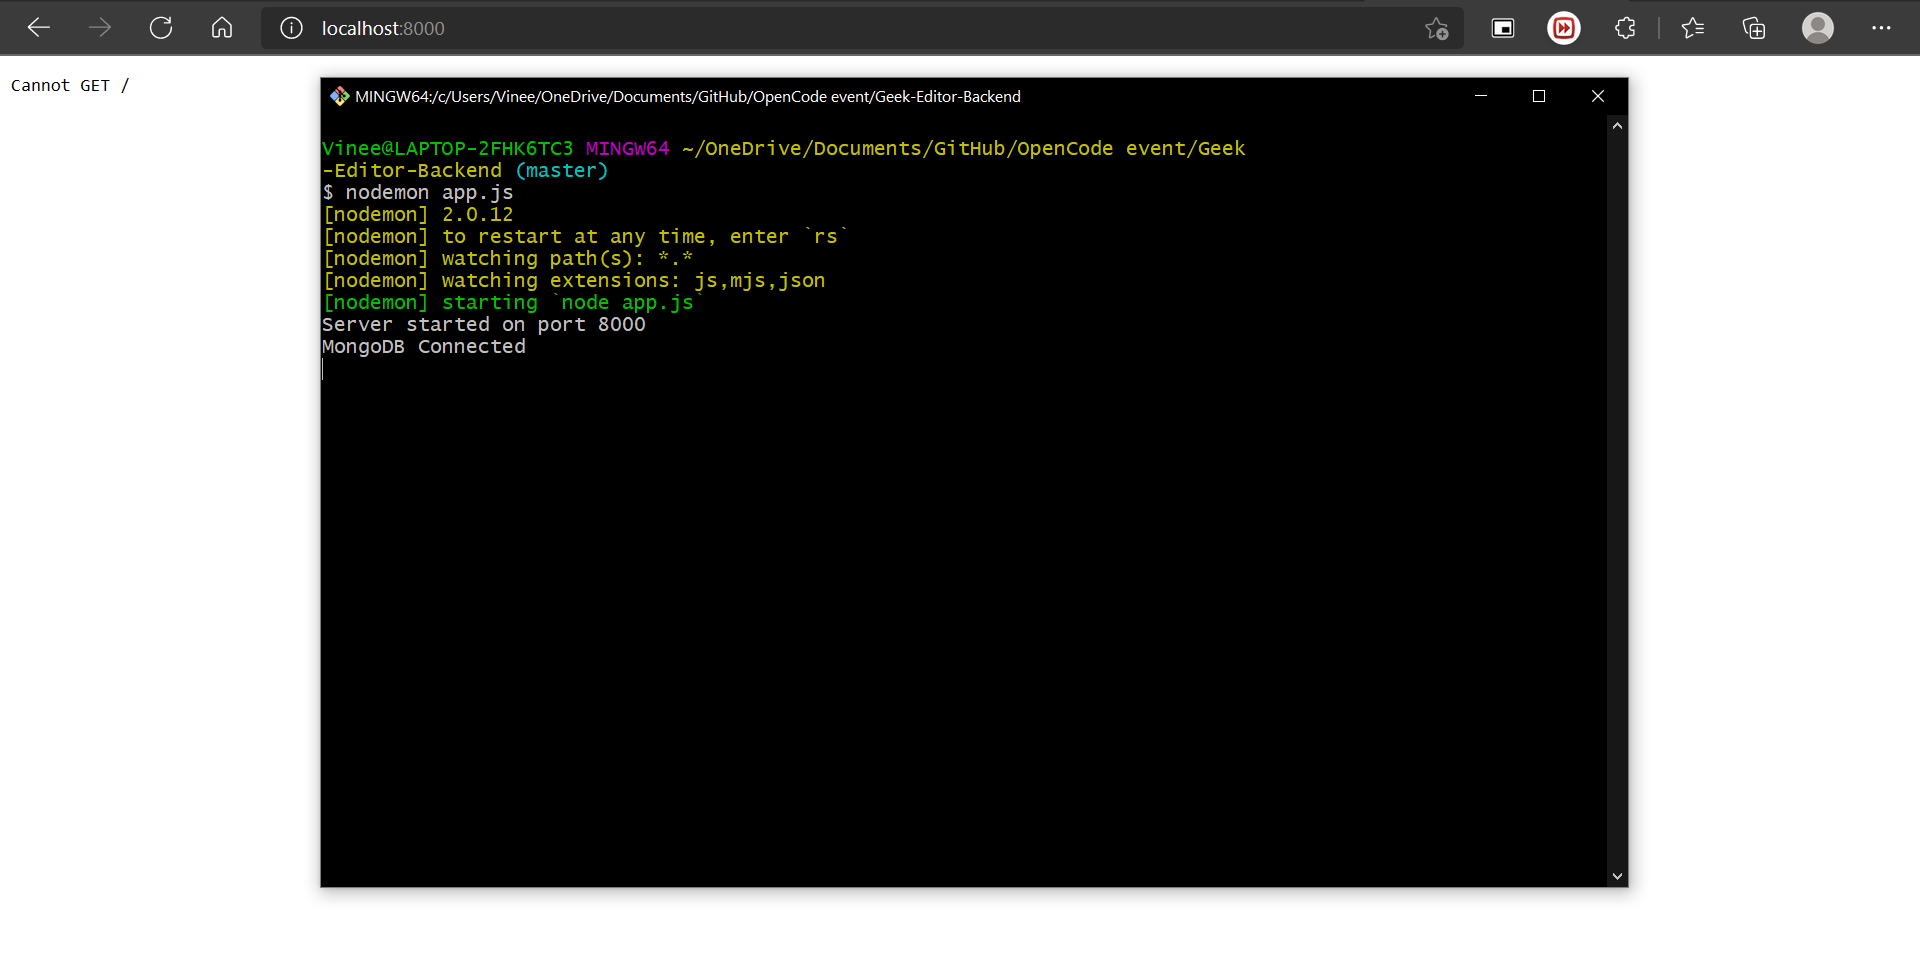 localhost:8000
Cannot GET /
MINGW64:/c/Users/Vinee/OneDrive/Documents/GitHub/OpenCode event/Geek-Editor-Backend
Vinee@LAPTOP-2FHK6TC3 MINGW64 ~/OneDrive/Documents/GitHub/OpenCode event/Geek
-Editor-Backend (master)
$ nodemon app.js
[nodemon] 2.0.12
[nodemon] to restart at any time, enter `rs`
[nodemon] watching path(s): *.*
[nodemon] watching extensions: js,mjs,json
[nodemon] starting `node app.js`
Server started on port 8000
MongoDB Connected